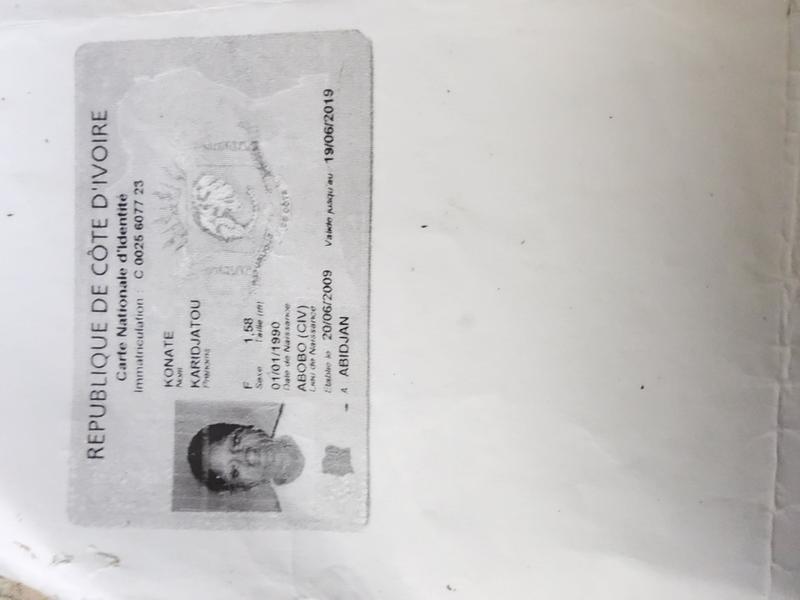 REPUBLIQUE DE CÔTE D'IVOIRE
Carte Nationale d'Identité
Immatriculation : C 0025 6077 23
KONATE
Nom
KARIDJATOU
Prénoms
F 1,58
Sexe Taille (m)
01/01/1990
Date de Naissance
ABOBO (CIV)
Lieu de Naissance
Etablie le 20/06/2009 Valide jusqu'au 19/06/2019
A ABIDJAN